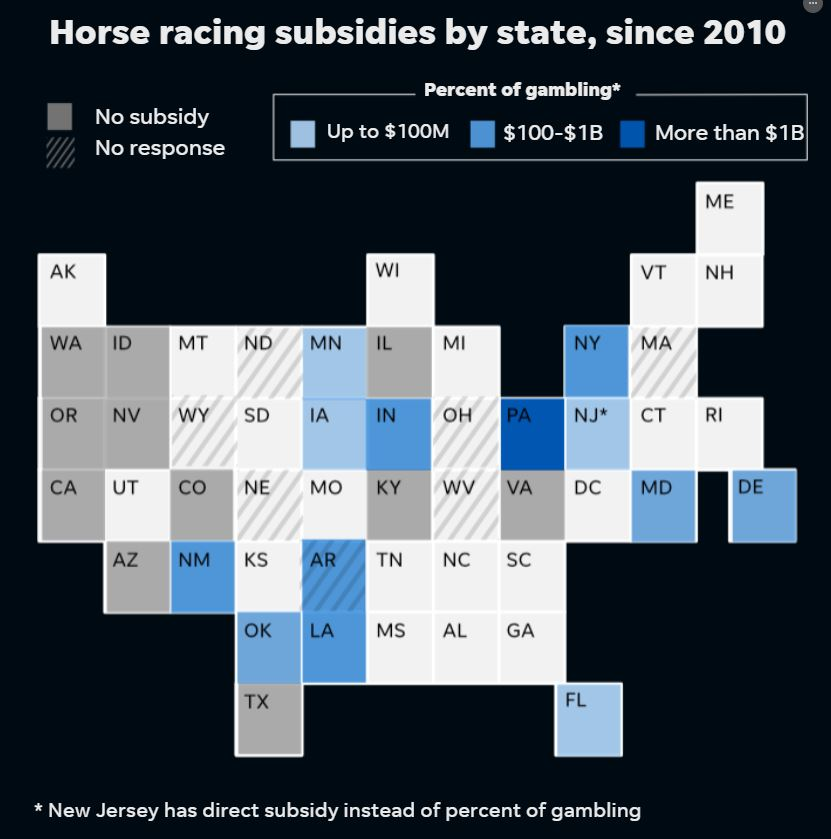 Horse racing subsidies by state, since 2010
Percent of gambling*
No subsidy
Up to $100M $100-$1B More than $1B
No response
ME
AK WI VT NH
WA ID MT ND MN IL MI NY MA
OR NV WY SD IA IN OH PA NJ* CT RI
CA UT CO NE MO KY WV VA DC MD DE
AZ NM KS AR TN NC SC
OK LA MS AL GA
TX FL
* New Jersey has direct subsidy instead of percent of gambling